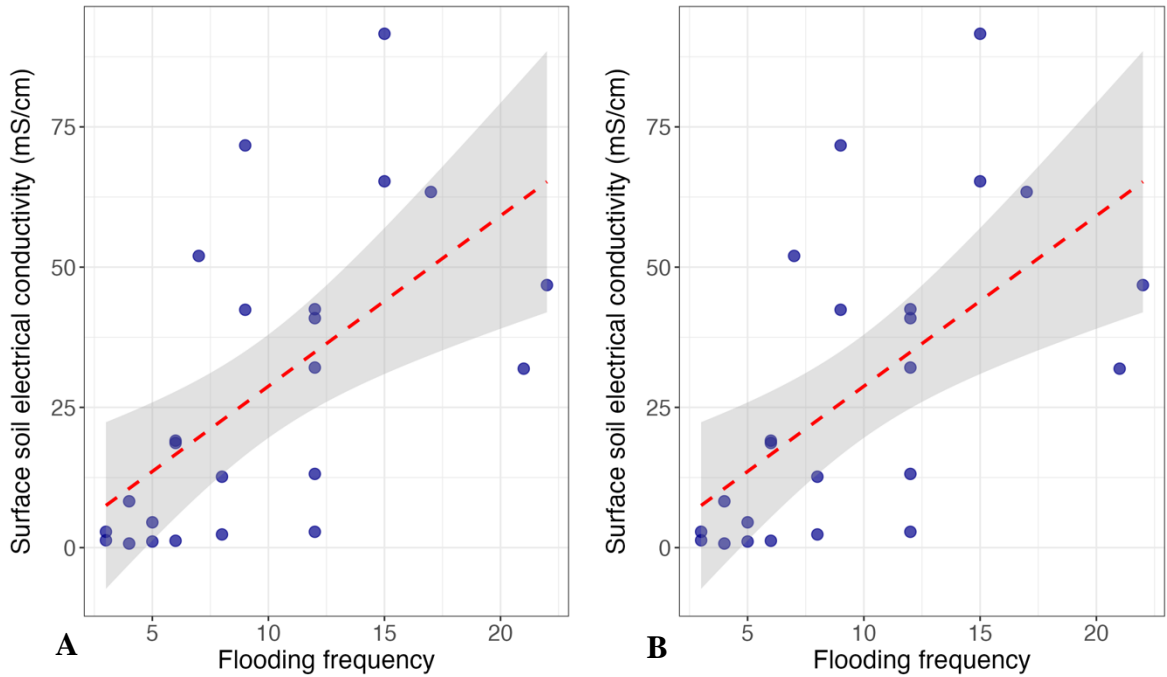 Surface soil electrical conductivity (mS/cm)
75
50
25
0
5 10 15 20
Flooding frequency
A
Surface soil electrical conductivity (mS/cm)
75
50
25
0
5 10 15 20
Flooding frequency
B